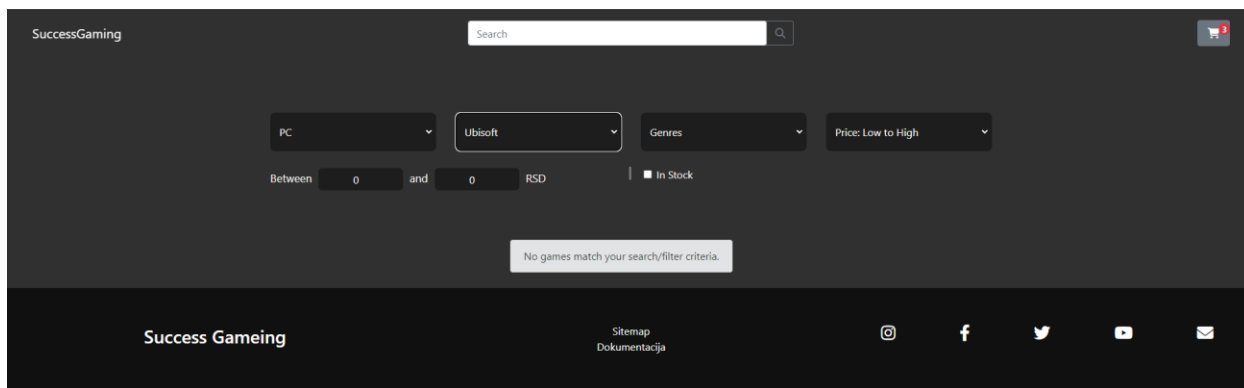 SuccessGaming
Search
3
PC
Ubisoft
Genres
Price: Low to High
Between 0 and 0 RSD
In Stock
No games match your search/filter criteria.
Success Gameing
Sitemap
Dokumentacija